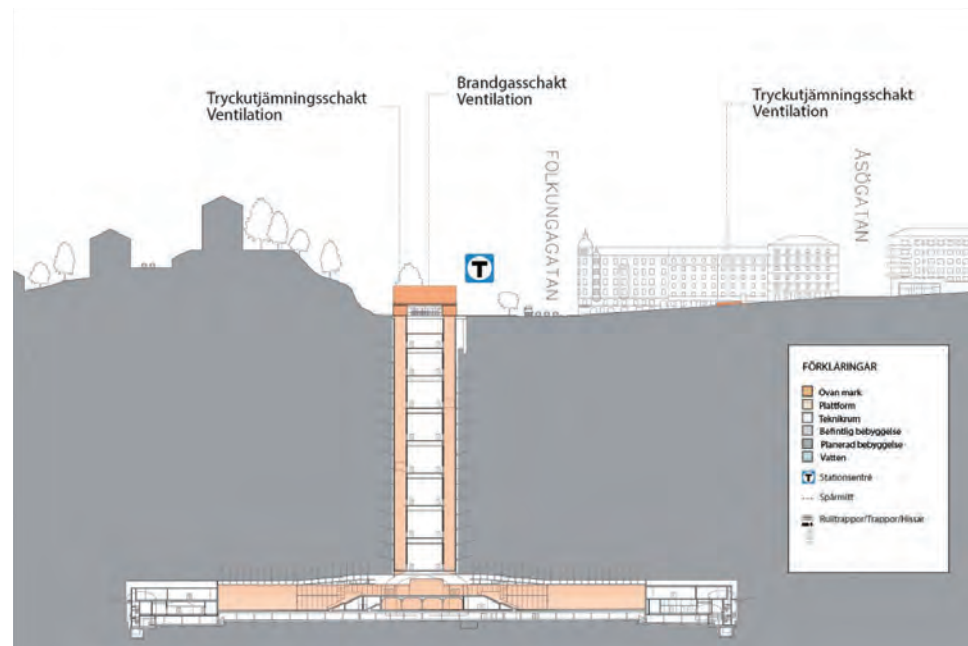 Tryckutjämningsschakt
Ventilation
Brandgasschakt
Ventilation
Tryckutjämningsschakt
Ventilation
FOLKUNGAGATAN
ÅSÖGATAN
T
FÖRKLARINGAR
Ovan mark
Plattform
Teknikrum
Befintlig bebyggelse
Planerad bebyggelse
Vatten
T Stationsentré
Spårmitt
Rulltrappor/Trappor/Hissar